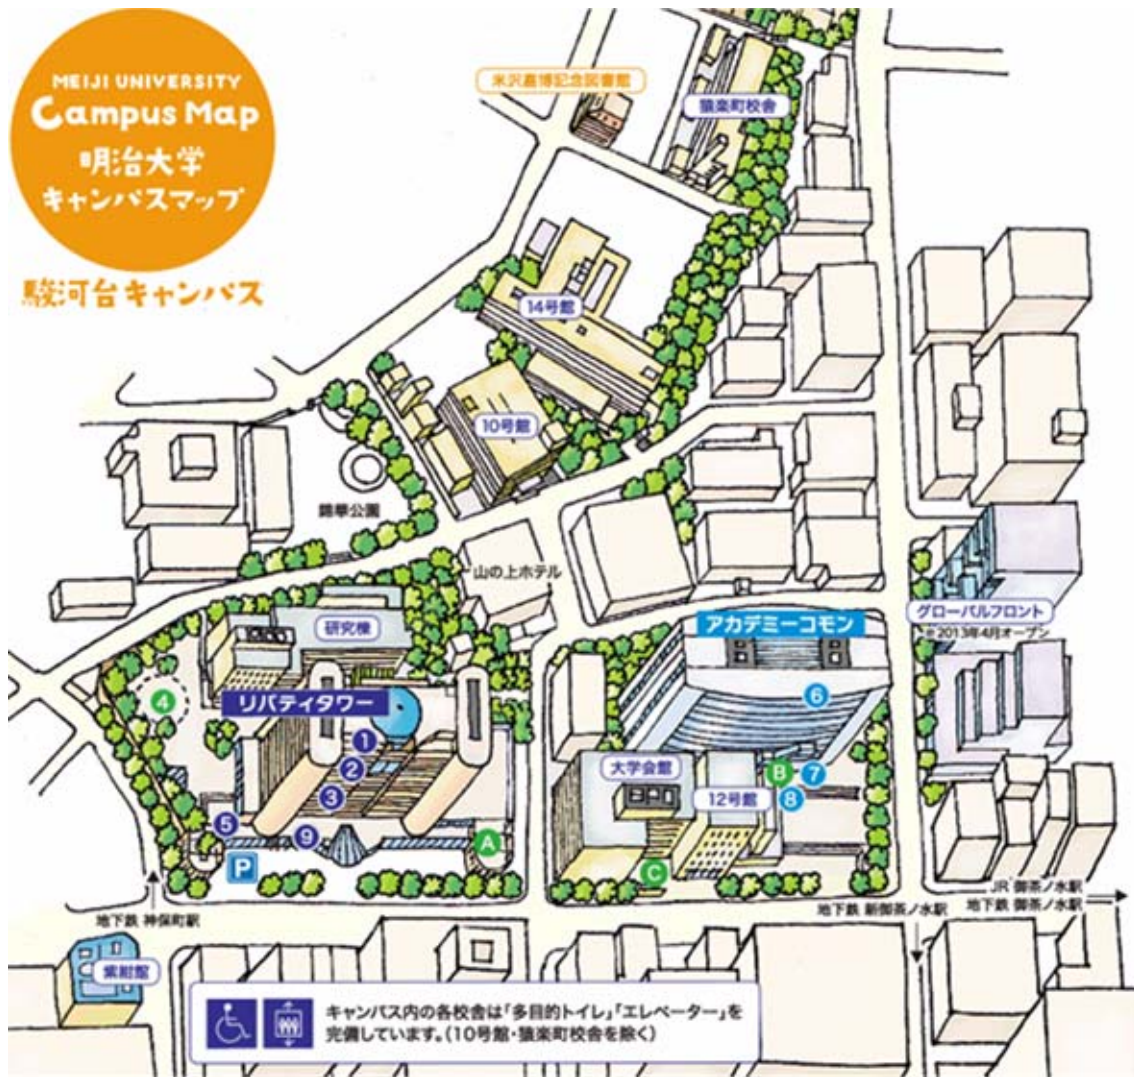 MEIJI UNIVERSITY
Campus Map
明治大学
キャンパスマップ
駿河台キャンパス
米沢嘉博記念図書館
猿楽町校舎
14号館
10号館
錦華公園
山の上ホテル
研究棟
リバティタワー
アカデミーコモン
グローバルフロント
※2013年4月オープン
4
6
1
2
3
5
9
大学会館
12号館
B
7
8
A
C
P
地下鉄 神保町駅
地下鉄 新御茶ノ水駅
JR 御茶ノ水駅
地下鉄 御茶ノ水駅
紫紺館
キャンパス内の各校舎は「多目的トイレ」「エレベーター」を
完備しています。(10号館・猿楽町校舎を除く)